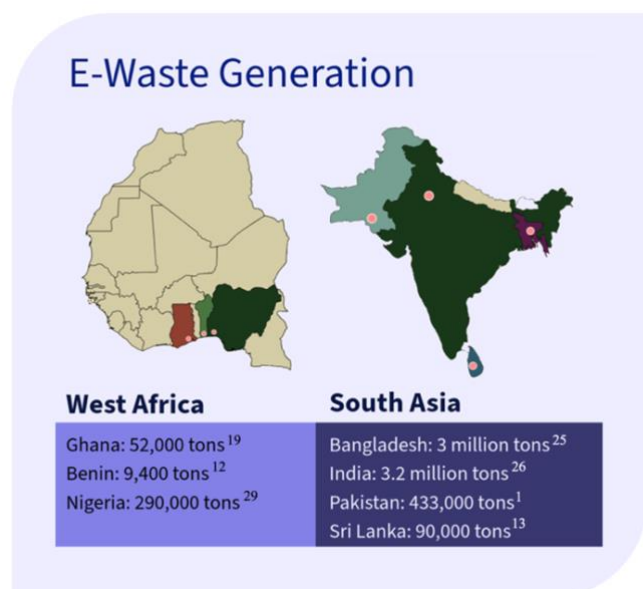 E-Waste Generation
West Africa
Ghana: 52,000 tons 19
Benin: 9,400 tons 12
Nigeria: 290,000 tons 29
South Asia
Bangladesh: 3 million tons 25
India: 3.2 million tons 26
Pakistan: 433,000 tons 1
Sri Lanka: 90,000 tons 13